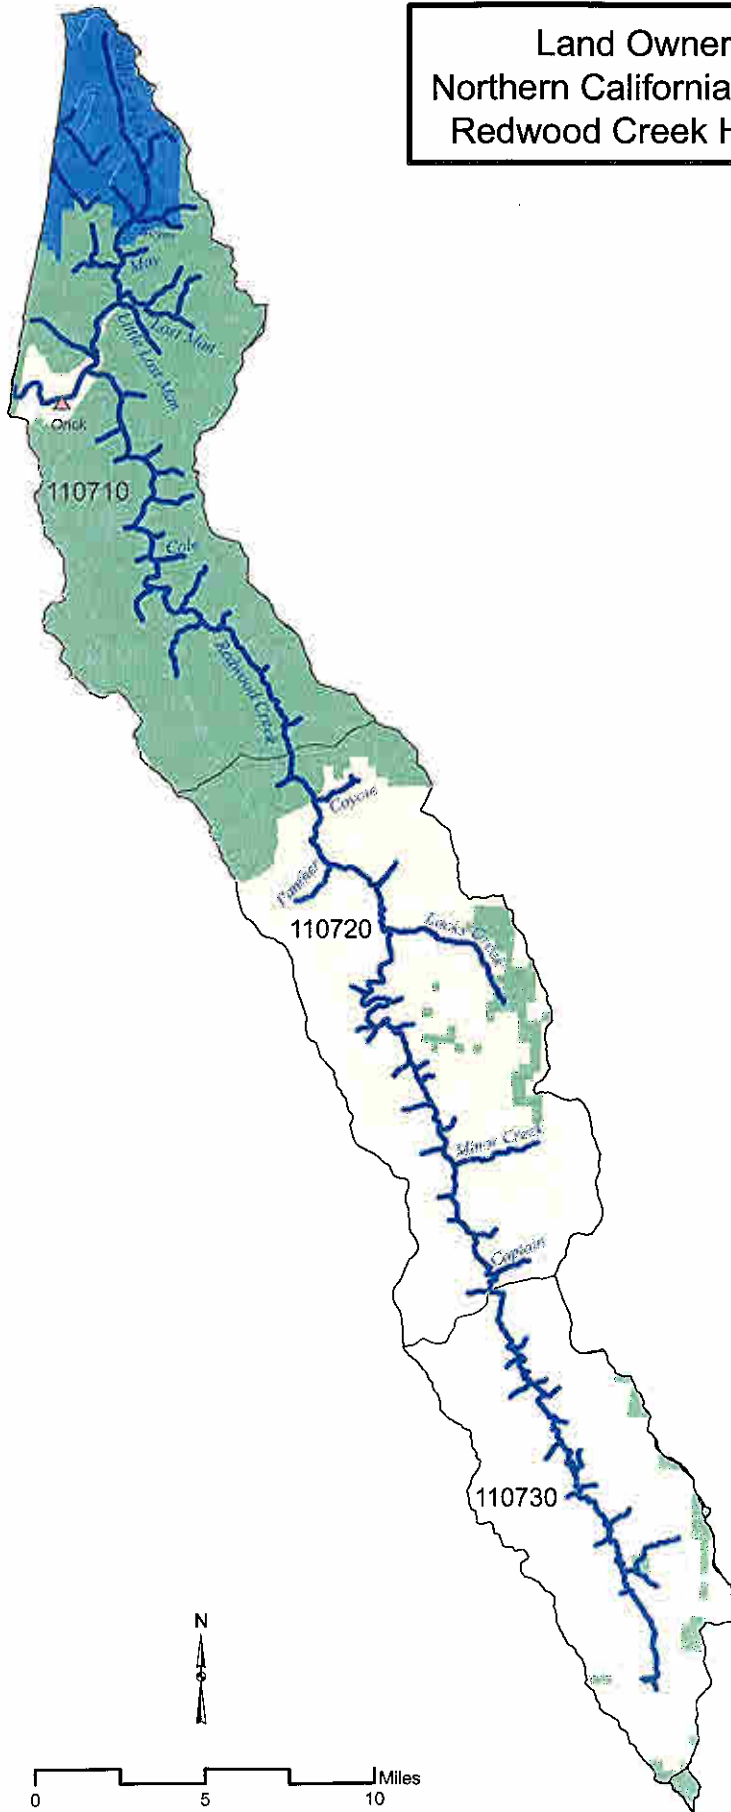 Land Owner
Northern California
Redwood Creek H
May
Lost Man
Little Lost Man
Orick
110710
Cole
Redwood Creek
Coyote
Panther
110720
Lacks Creek
Minor Creek
Captain
110730
N
Miles
0 5 10